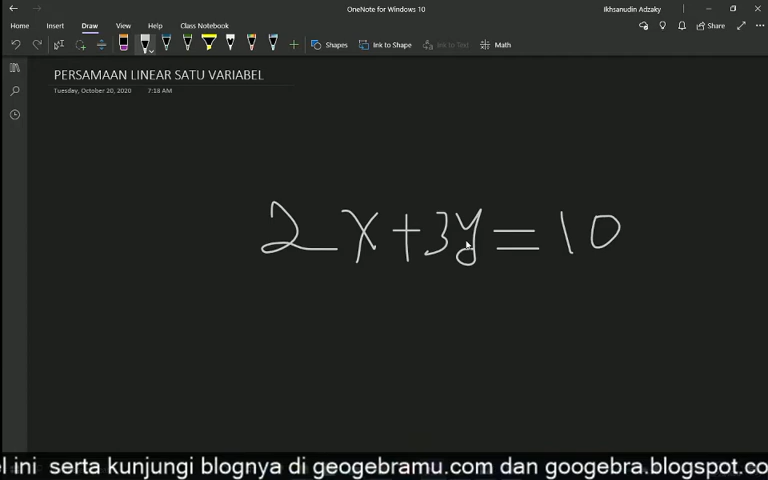 OneNote for Windows 10
Ikhsanudin Adzaky
Home Insert Draw View Help Class Notebook
Share
Shapes Ink to Shape Ink to Text Math
PERSAMAAN LINEAR SATU VARIABEL
Tuesday, October 20, 2020 7:18 AM
2x+3y=10
el ini serta kunjungi blognya di geogebramu.com dan googebra.blogspot.co